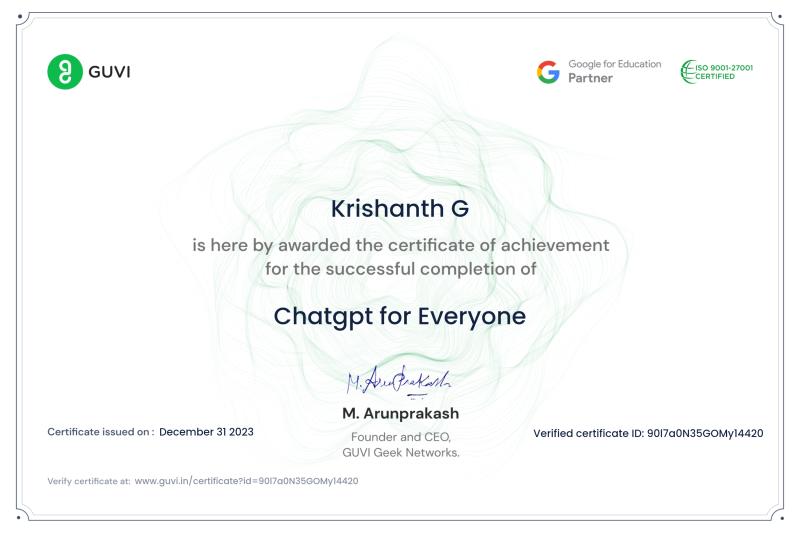 GUVI
Google for Education
Partner
ISO 9001-27001
CERTIFIED
Krishanth G
is here by awarded the certificate of achievement
for the successful completion of
Chatgpt for Everyone
M. Arunprakash
M. Arunprakash
Founder and CEO,
GUVI Geek Networks.
Certificate issued on : December 31 2023
Verified certificate ID: 90l7a0N35GOMy14420
Verify certificate at: www.guvi.in/certificate?id=90l7a0N35GOMy14420